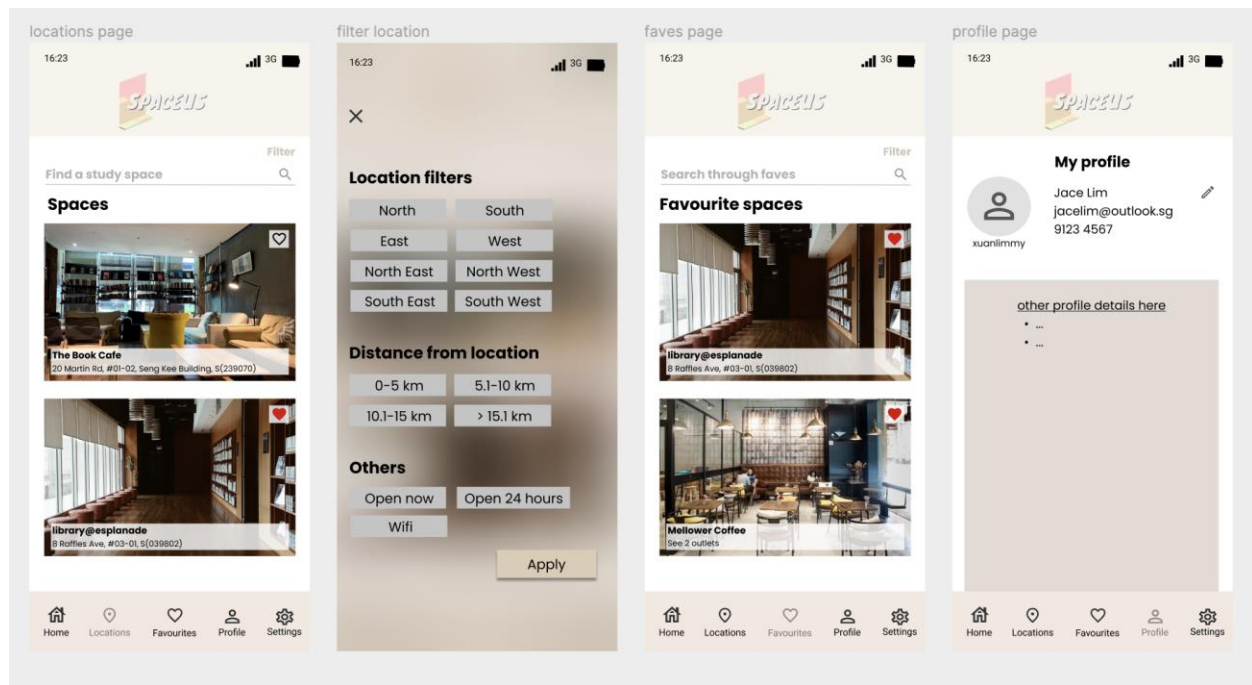 locations page
16:23
3G
SPACEUS
Filter
Find a study space
Spaces
The Book Cafe
20 Martin Rd, #01-02, Seng Kee Building, S(239070)
library@esplanade
8 Raffles Ave, #03-01, S(039802)
Home Locations Favourites Profile Settings
filter location
16:23
3G
Location filters
North South
East West
North East North West
South East South West
Distance from location
0-5 km 5.1-10 km
10.1-15 km > 15.1 km
Others
Open now Open 24 hours
Wifi
Apply
faves page
16:23
3G
SPACEUS
Filter
Search through faves
Favourite spaces
library@esplanade
8 Raffles Ave, #03-01, S(039802)
Mellower Coffee
See 2 outlets
Home Locations Favourites Profile Settings
profile page
16:23
3G
SPACEUS
My profile
Jace Lim
jacelim@outlook.sg
9123 4567
xuanlimmy
other profile details here
• ...
• ...
Home Locations Favourites Profile Settings